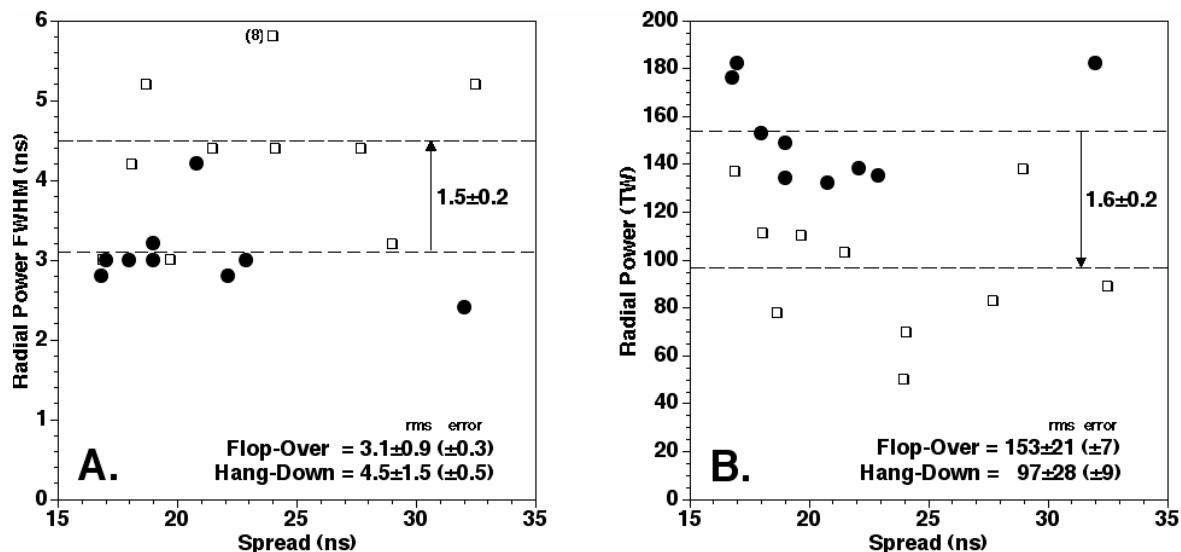 6
5
4
3
2
1
0
Radial Power FWHM (ns)
(8)
1.5±0.2
rms error
Flop-Over = 3.1±0.9 (±0.3)
Hang-Down = 4.5±1.5 (±0.5)
A.
15 20 25 30 35
Spread (ns)
200
180
160
140
120
100
80
60
40
20
0
Radial Power (TW)
1.6±0.2
rms error
Flop-Over = 153±21 (±7)
Hang-Down = 97±28 (±9)
B.
15 20 25 30 35
Spread (ns)